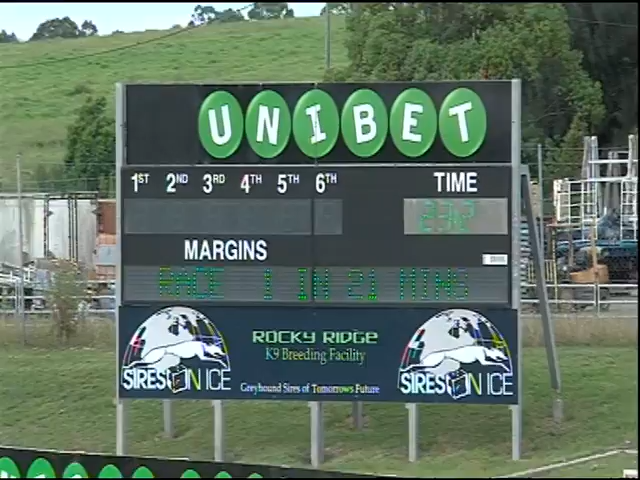 UNIBET
1ST 2ND 3RD 4TH 5TH 6TH TIME
MARGINS
RACE 1 IN 21 MINS
ROCKY RIDGE
K9 Breeding Facility
SIRES ON ICE
Greyhound Sires of Tomorrows Future
SIRES ON ICE